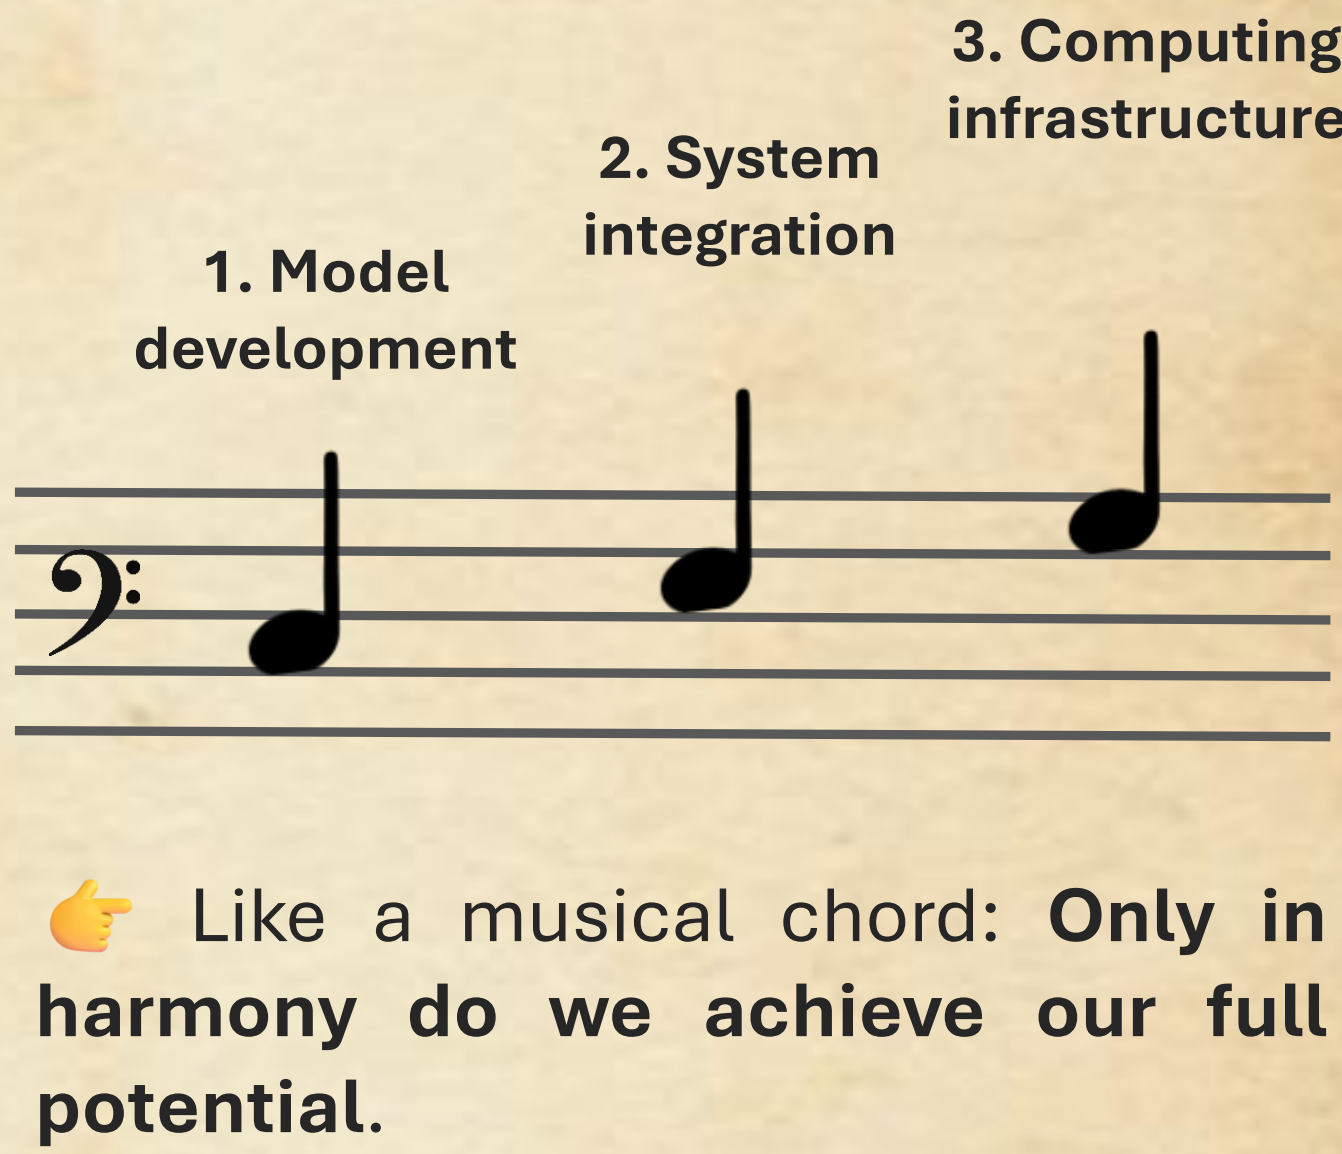 3. Computing
infrastructure
2. System
integration
1. Model
development
👉 Like a musical chord: Only in
harmony do we achieve our full
potential.